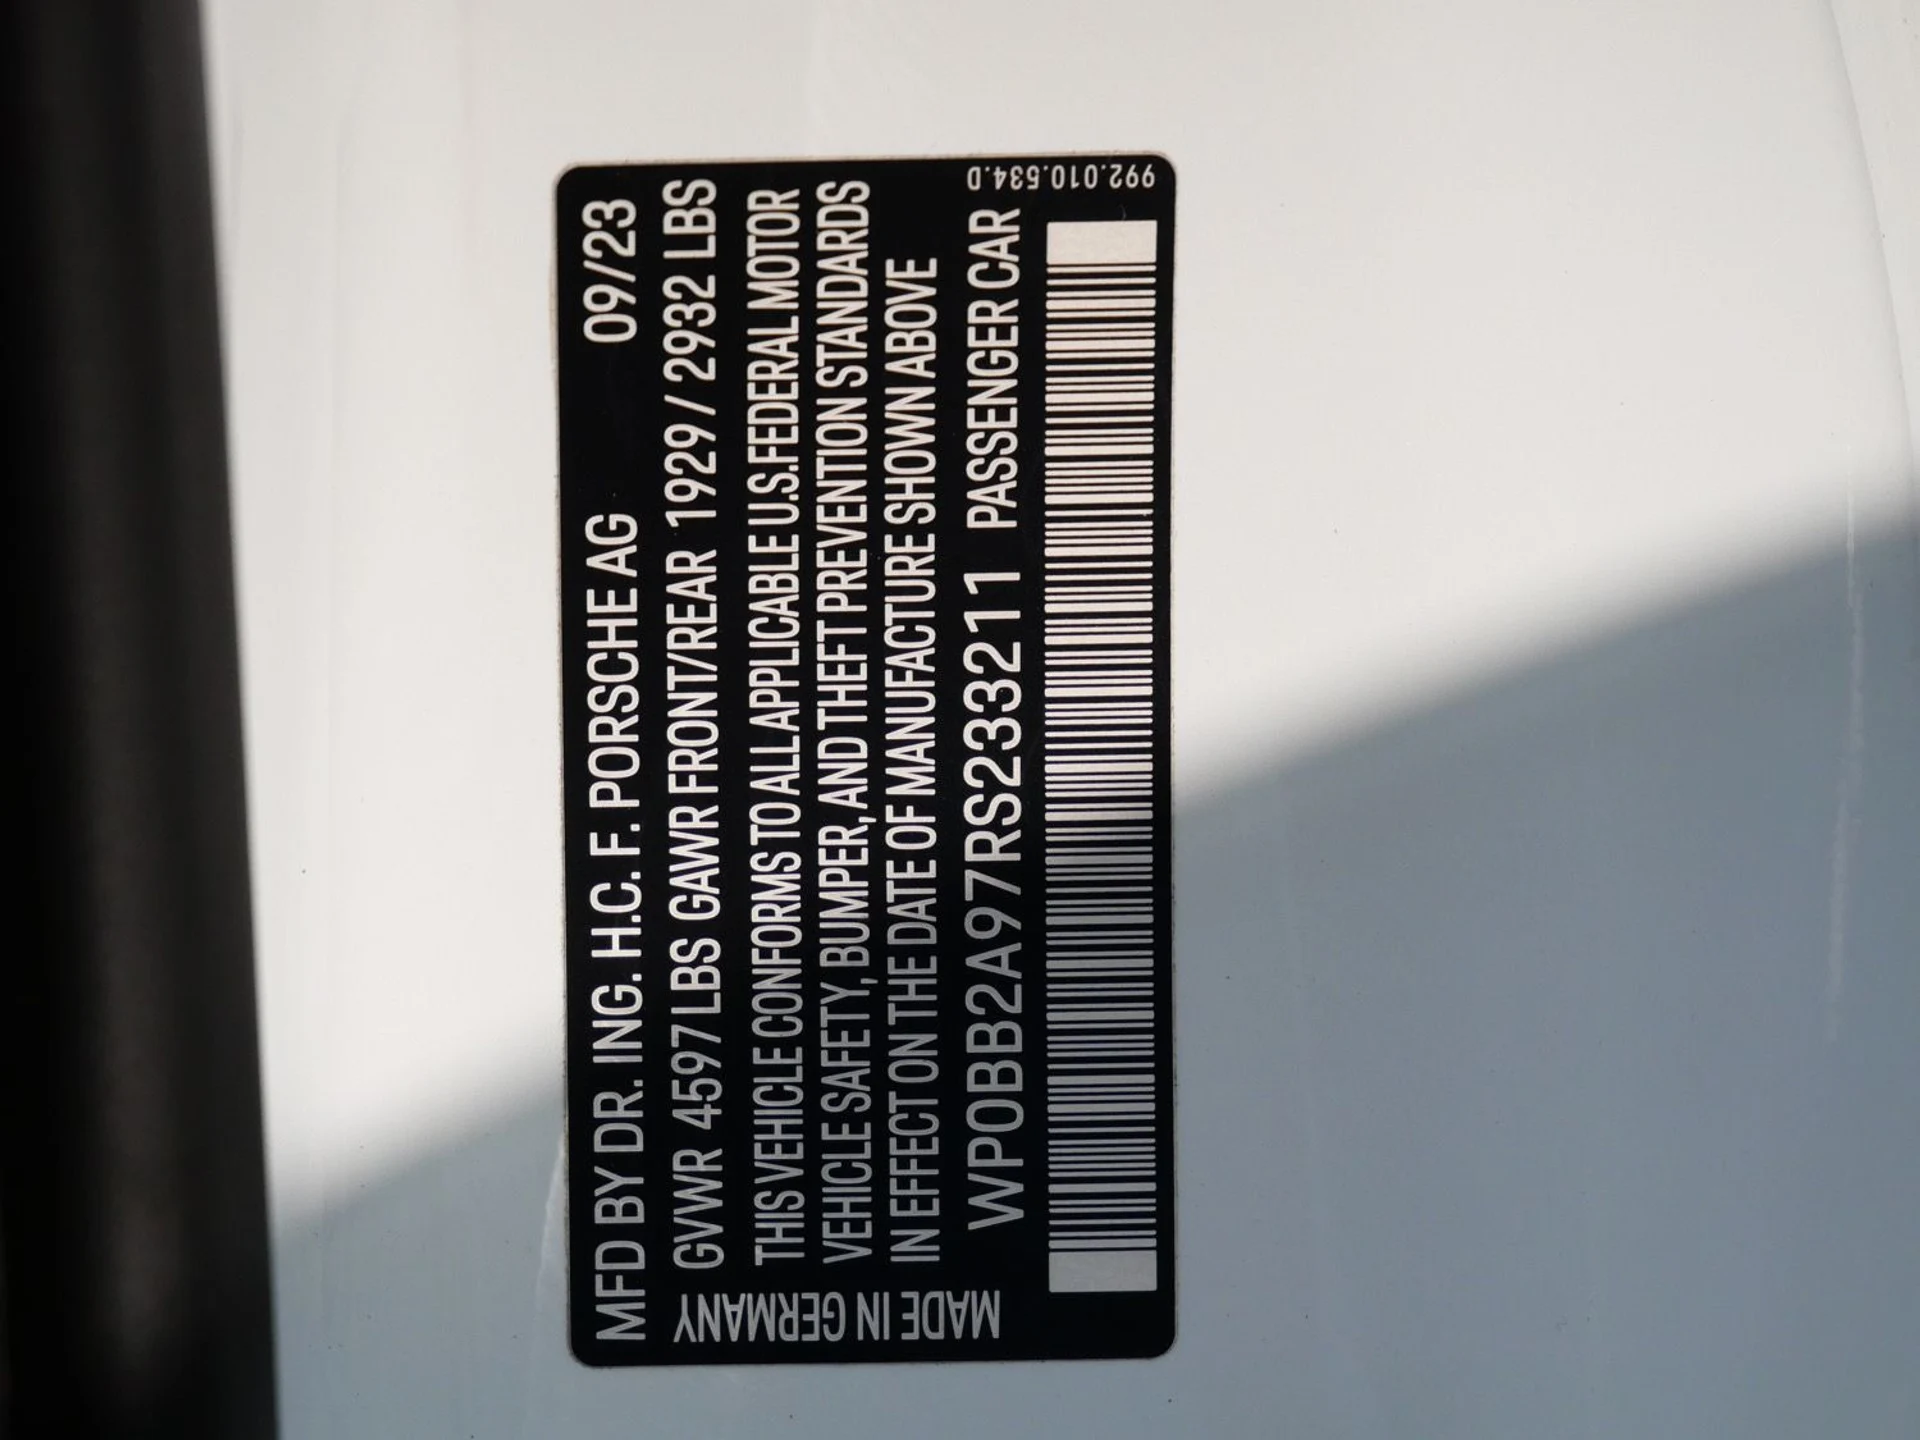 MFD BY DR. ING. H.C. F. PORSCHE AG 09/23
GVWR 4597 LBS GAWR FRONT/REAR 1929 / 2932 LBS
THIS VEHICLE CONFORMS TO ALL APPLICABLE U.S. FEDERAL MOTOR
VEHICLE SAFETY, BUMPER, AND THEFT PREVENTION STANDARDS
IN EFFECT ON THE DATE OF MANUFACTURE SHOWN ABOVE
WP0BB2A97RS233211 PASSENGER CAR
MADE IN GERMANY
992.010.534.D